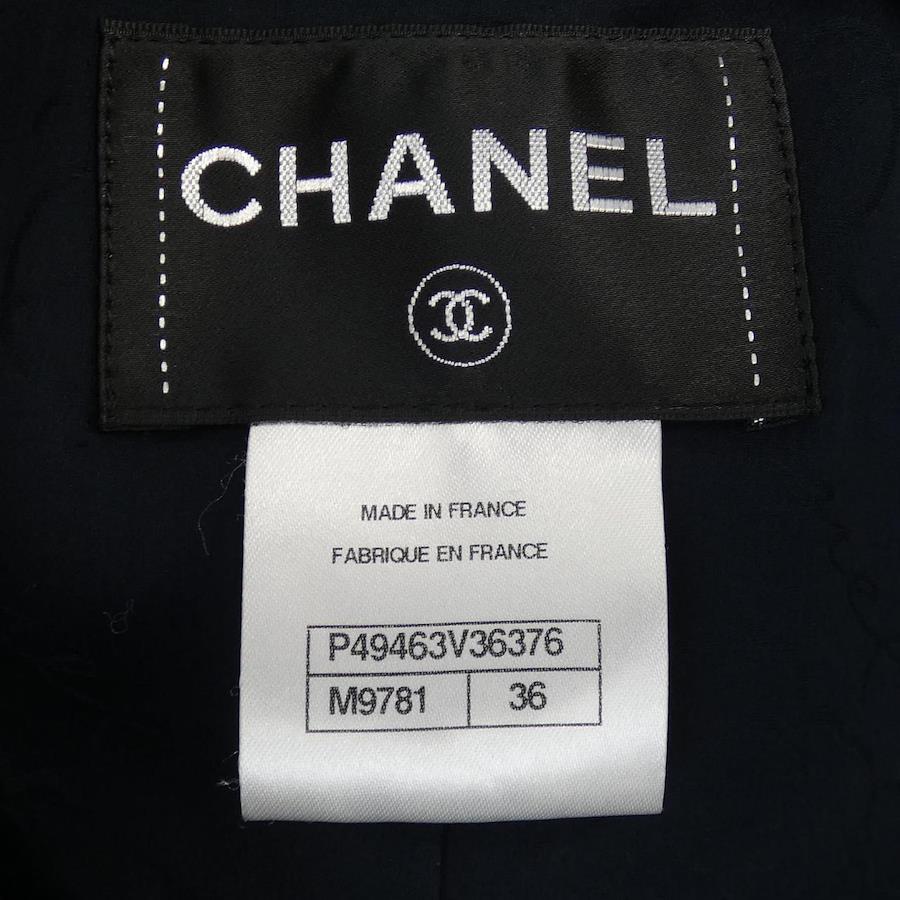 CHANEL
MADE IN FRANCE
FABRIQUE EN FRANCE
P49463V36376
M9781 36